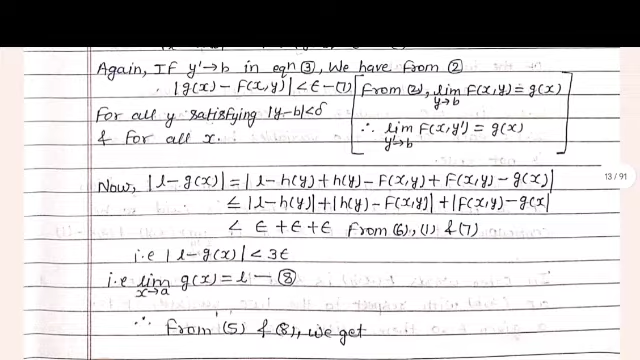 Again, If y'→b in eqn ③, We have from ②
|g(x) - F(x,y)| < ϵ - (7)
[From (2), lim y→b F(x,y) = g(x)
For all y satisfying |y-b|<δ
& for all x.
∴ lim y'→b F(x,y') = g(x)]
Now, |l-g(x)| = |l-h(y)+h(y)-F(x,y)+F(x,y)-g(x)|
≤ |l-h(y)|+|h(y)-F(x,y)|+|F(x,y)-g(x)|
< ϵ + ϵ + ϵ From (6), (1) & (7)
i.e |l-g(x)| < 3ϵ
i.e lim x→a g(x) = l - ⑧
∴ From (5) & (8), we get
13/91